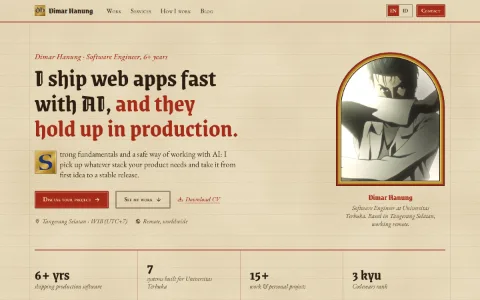 Dimar Hanung
Work
Services
How I work
Blog
EN
ID
Contact
Dimar Hanung · Software Engineer, 6+ years
I ship web apps fast
with AI, and they
hold up in production.
Strong fundamentals and a safe way of working with AI: I
pick up whatever stack your product needs and take it from
first idea to a stable release.
Discuss your project →
See my work ↓
Download CV
Tangerang Selatan · WIB (UTC+7)
Remote, worldwide
Dimar Hanung
Software Engineer at Universitas
Terbuka. Based in Tangerang Selatan,
working remote.
6+ yrs
shipping production software
7
systems built for Universitas
Terbuka
15+
work & personal projects
3 kyu
Codewars rank